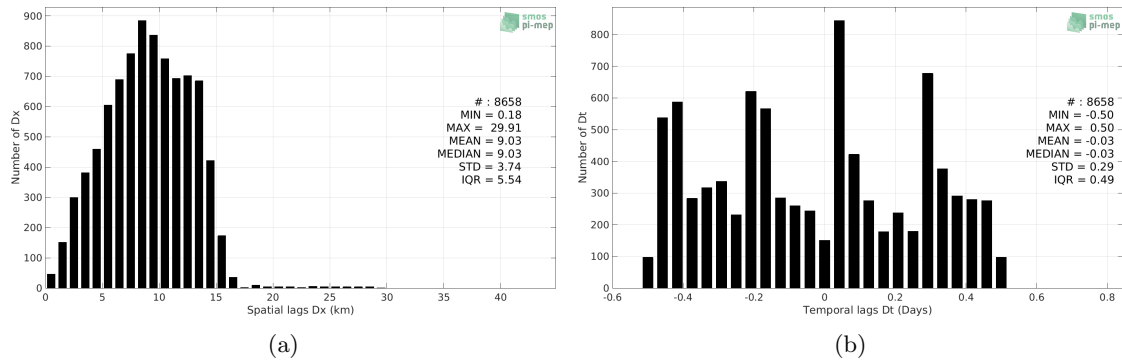 900
800
700
600
500
400
300
200
100
0
Number of Dx
0 5 10 15 20 25 30 35 40
Spatial lags Dx (km)
smos
pi-mep
# : 8658
MIN = 0.18
MAX = 29.91
MEAN = 9.03
MEDIAN = 9.03
STD = 3.74
IQR = 5.54
(a)
800
700
600
500
400
300
200
100
0
Number of Dt
-0.6 -0.4 -0.2 0 0.2 0.4 0.6 0.8
Temporal lags Dt (Days)
smos
pi-mep
# : 8658
MIN = -0.50
MAX = 0.50
MEAN = -0.03
MEDIAN = -0.03
STD = 0.29
IQR = 0.49
(b)